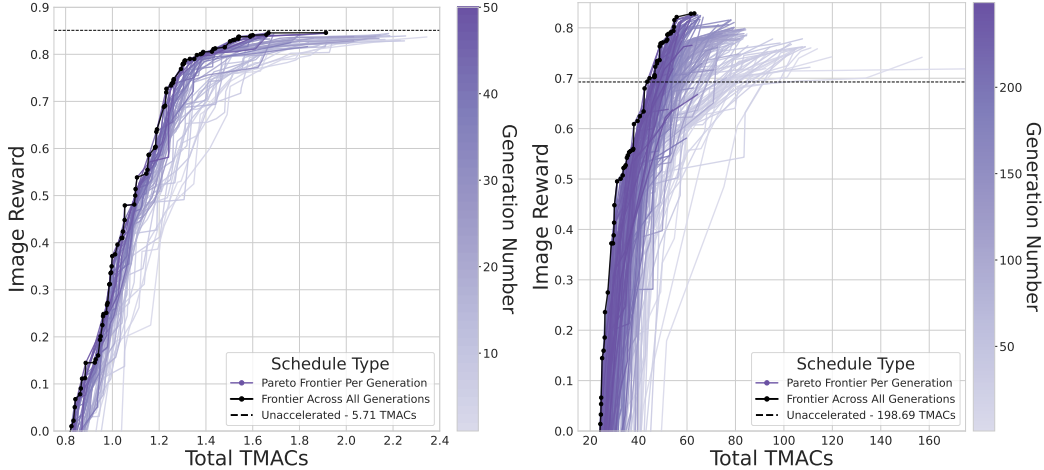 0.9
0.8
0.7
0.6
0.5
0.4
0.3
0.2
0.1
0.0
Image Reward
0.8 1.0 1.2 1.4 1.6 1.8 2.0 2.2 2.4
Total TMACs
Schedule Type
Pareto Frontier Per Generation
Frontier Across All Generations
Unaccelerated - 5.71 TMACs
50
40
30
20
10
Generation Number
0.8
0.7
0.6
0.5
0.4
0.3
0.2
0.1
0.0
Image Reward
20 40 60 80 100 120 140 160
Total TMACs
Schedule Type
Pareto Frontier Per Generation
Frontier Across All Generations
Unaccelerated - 198.69 TMACs
200
150
100
50
Generation Number